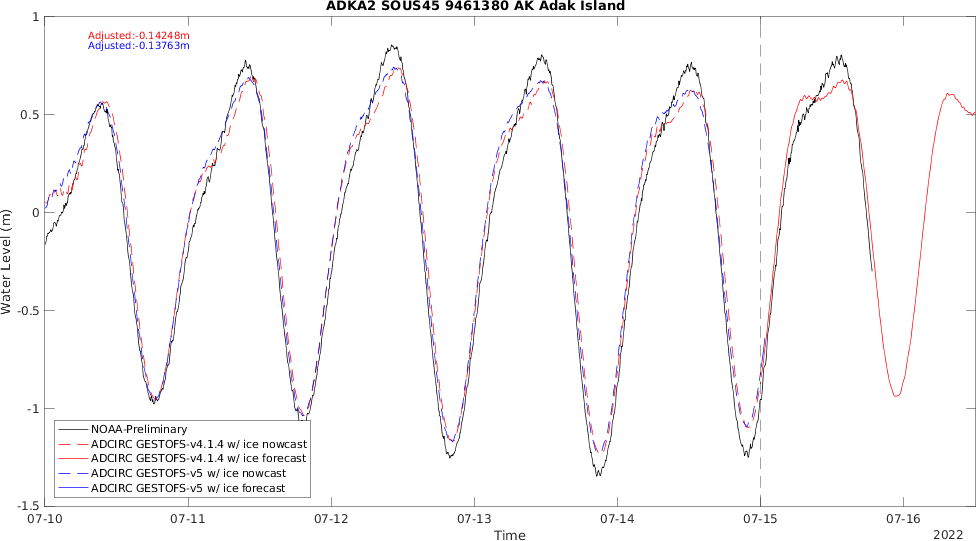 ADKA2 SOUS45 9461380 AK Adak Island
Adjusted:-0.14248m
Adjusted:-0.13763m
1
0.5
0
-0.5
-1
-1.5
Water Level (m)
NOAA-Preliminary
ADCIRC GESTOFS-v4.1.4 w/ ice nowcast
ADCIRC GESTOFS-v4.1.4 w/ ice forecast
ADCIRC GESTOFS-v5 w/ ice nowcast
ADCIRC GESTOFS-v5 w/ ice forecast
07-10 07-11 07-12 07-13 07-14 07-15 07-16
Time
2022